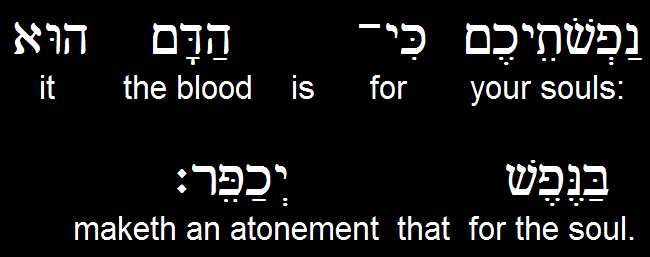 נַפְשֹׁתֵיכֶם כִּי־ הַדָּם הוּא
it the blood is for your souls:
בַּנֶּפֶשׁ יְכַפֵּר׃
maketh an atonement that for the soul.